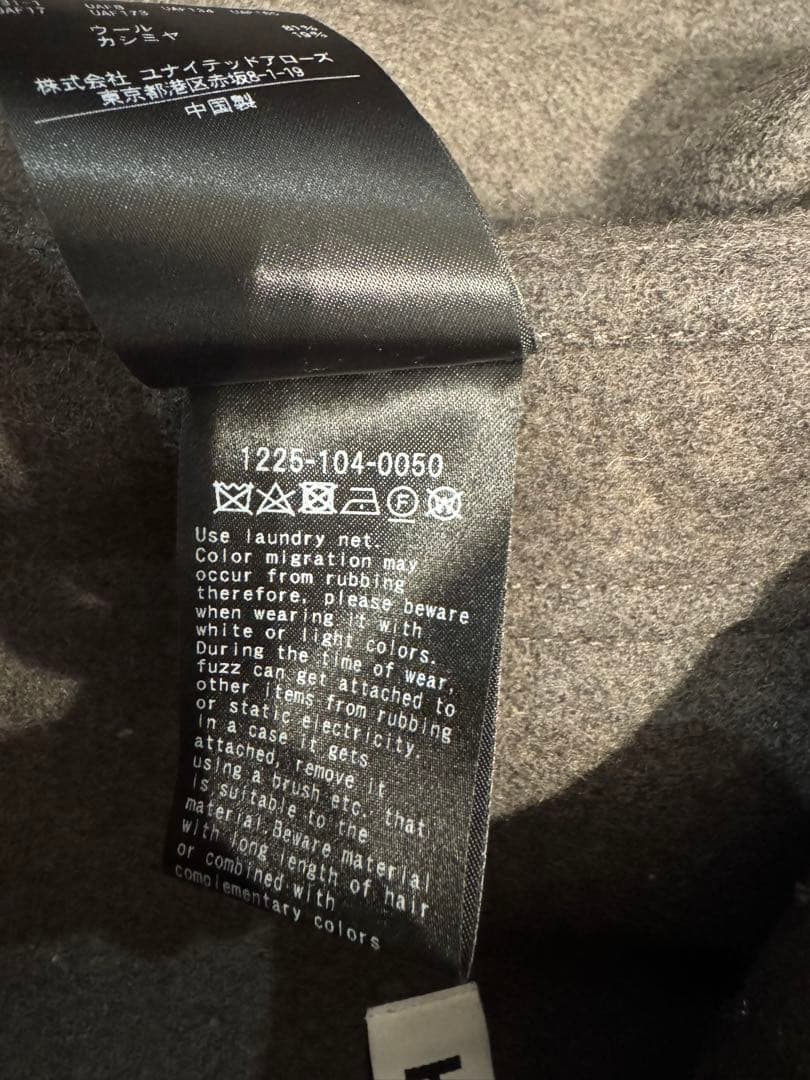 UAF17 UAF173
ウール 81%
カシミヤ 19%
株式会社 ユナイテッドアローズ
東京都港区赤坂8-1-19
中国製
1225-104-0050
F W
Use laundry net.
Color migration may
occur from rubbing
therefore, please beware
when wearing it with
white or light colors.
During the time of wear,
fuzz can get attached to
other items from rubbing
or static electricity.
In a case it gets
attached, remove it
using a brush etc. that
is suitable to the
material.Beware material
with long length of hair
or combined with
complementary colors